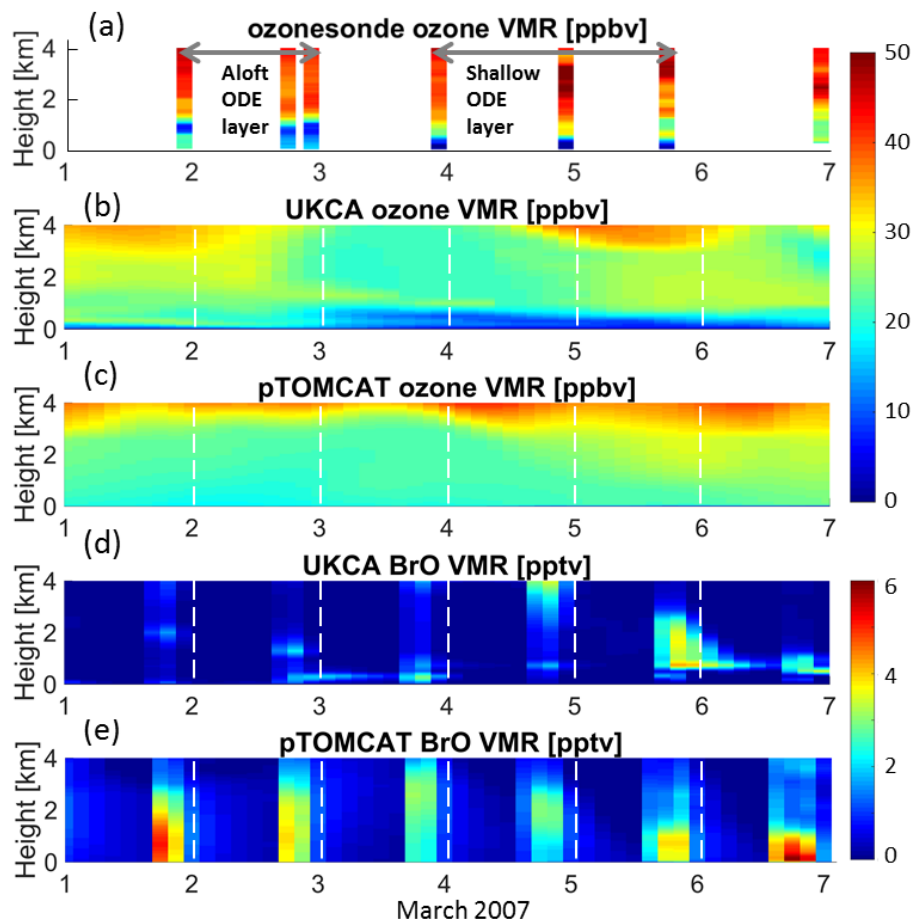 (a)
ozonesonde ozone VMR [ppbv]
Height [km]
4
2
0
Aloft
ODE
layer
Shallow
ODE
layer
1 2 3 4 5 6 7
50
40
30
20
10
0
(b)
UKCA ozone VMR [ppbv]
Height [km]
4
2
0
1 2 3 4 5 6 7
(c)
pTOMCAT ozone VMR [ppbv]
Height [km]
4
2
0
1 2 3 4 5 6 7
(d)
UKCA BrO VMR [pptv]
Height [km]
4
2
0
1 2 3 4 5 6 7
6
4
2
0
(e)
pTOMCAT BrO VMR [pptv]
Height [km]
4
2
0
1 2 3 4 5 6 7
March 2007